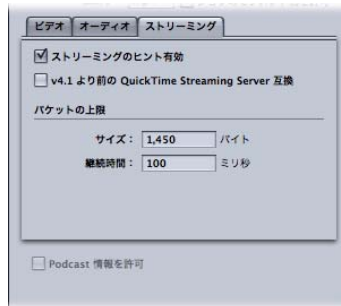 ビデオ オーディオ ストリーミング
ストリーミングのヒント有効
v4.1 より前の QuickTime Streaming Server 互換
パケットの上限
サイズ： 1,450 バイト
継続時間： 100 ミリ秒
Podcast 情報を許可